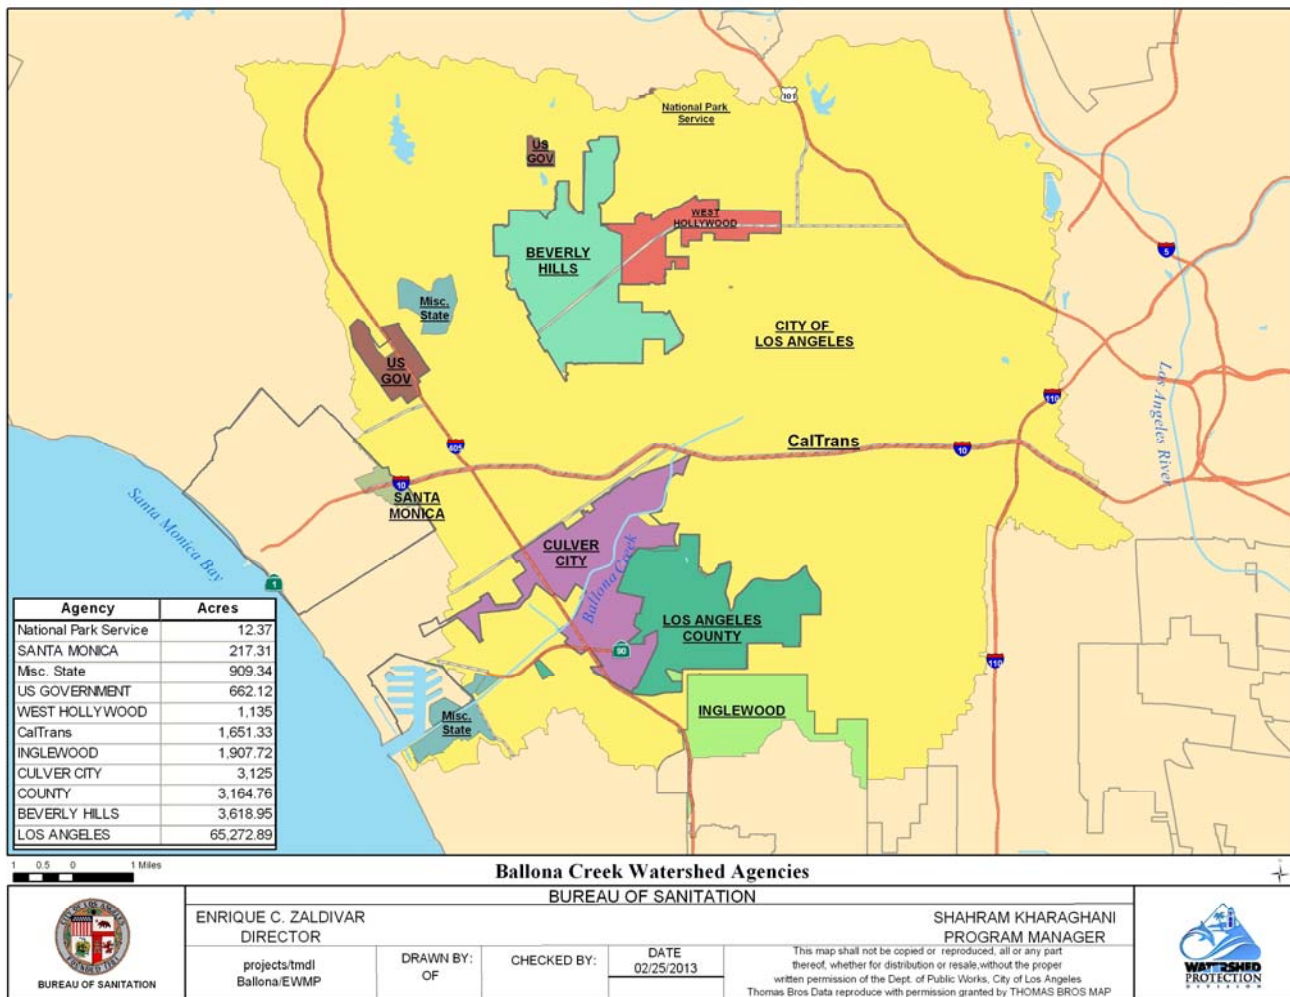 National Park
Service
101
US
GOV
WEST
HOLLYWOOD
BEVERLY
HILLS
5
Misc.
State
CITY OF
LOS ANGELES
US
GOV
110
Los Angeles River
405
CalTrans
10
10
SANTA
MONICA
Santa Monica Bay
CULVER
CITY
Ballona Creek
1
LOS ANGELES
COUNTY
90
110
INGLEWOOD
Misc.
State
Agency Acres
National Park Service 12.37
SANTA MONICA 217.31
Misc. State 909.34
US GOVERNMENT 662.12
WEST HOLLYWOOD 1,135
CalTrans 1,651.33
INGLEWOOD 1,907.72
CULVER CITY 3,125
COUNTY 3,164.76
BEVERLY HILLS 3,618.95
LOS ANGELES 65,272.89
1 0.5 0 1 Miles
Ballona Creek Watershed Agencies
BUREAU OF SANITATION
CITY OF LOS ANGELES
FOUNDED 1781
BUREAU OF SANITATION
ENRIQUE C. ZALDIVAR
DIRECTOR
SHAHRAM KHARAGHANI
PROGRAM MANAGER
projects/tmdl
Ballona/EWMP
DRAWN BY:
OF
CHECKED BY:
DATE
02/25/2013
This map shall not be copied or reproduced, all or any part
thereof, whether for distribution or resale,without the proper
written permission of the Dept. of Public Works, City of Los Angeles
Thomas Bros Data reproduce with permission granted by THOMAS BROS MAP
WATERSHED
PROTECTION
DIVISION